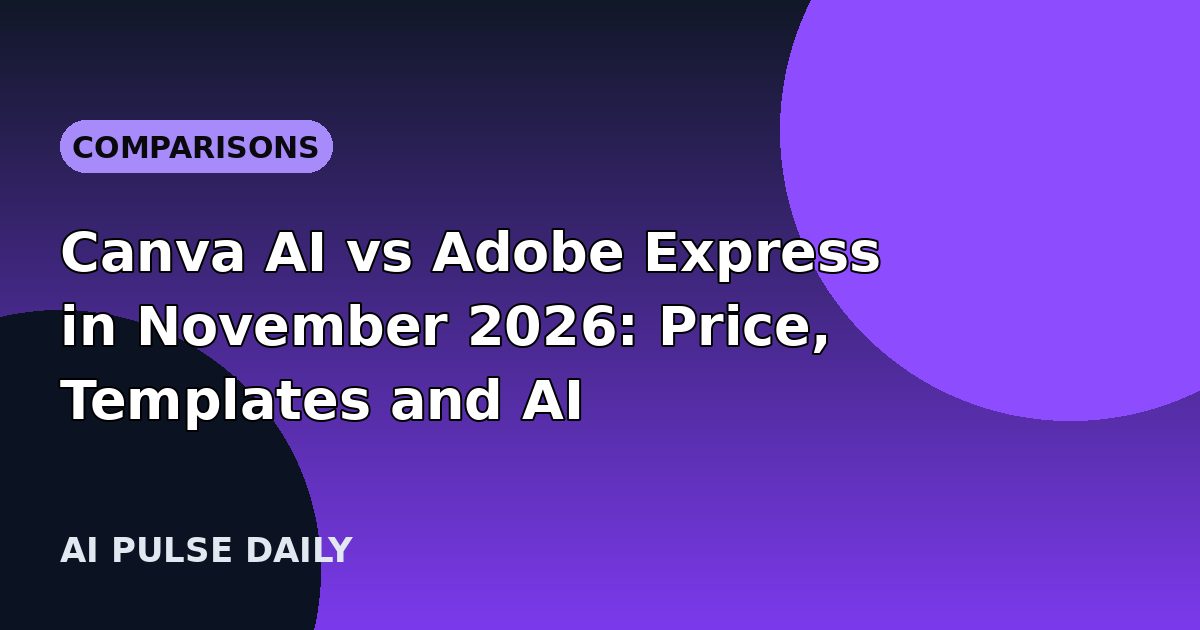 COMPARISONS
Canva AI vs Adobe Express
in November 2026: Price,
Templates and AI
AI PULSE DAILY